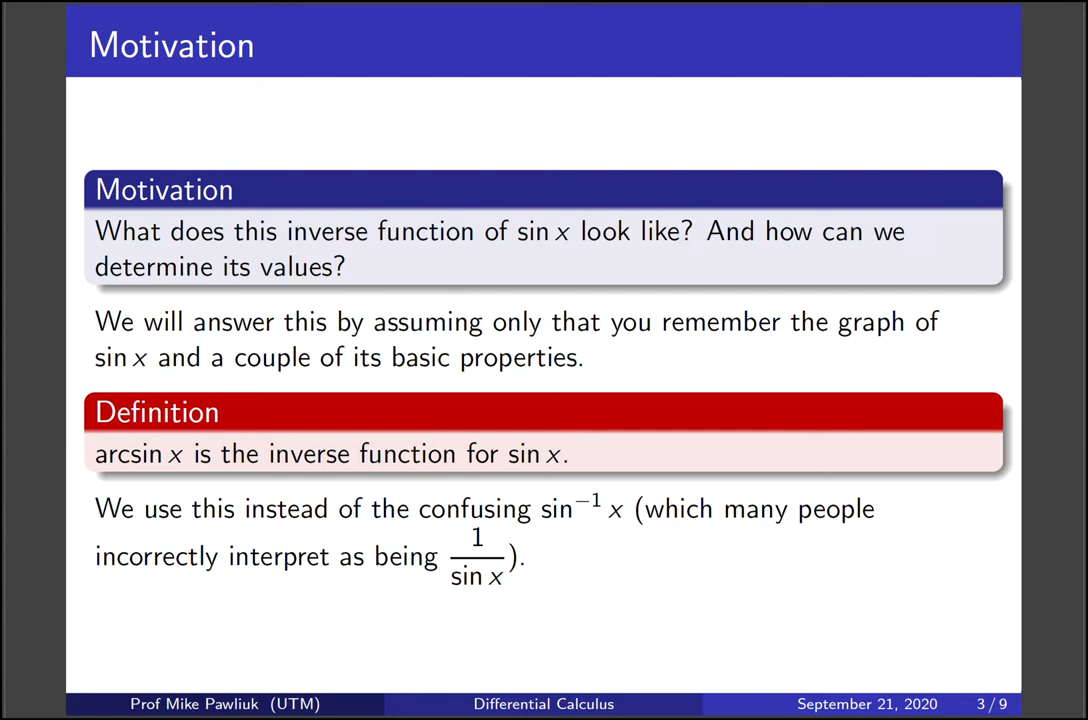 Motivation
Motivation
What does this inverse function of sin x look like? And how can we
determine its values?
We will answer this by assuming only that you remember the graph of
sin x and a couple of its basic properties.
Definition
arcsin x is the inverse function for sin x.
We use this instead of the confusing sin⁻¹ x (which many people
incorrectly interpret as being 1/sin x).
Prof Mike Pawliuk (UTM) Differential Calculus September 21, 2020 3 / 9